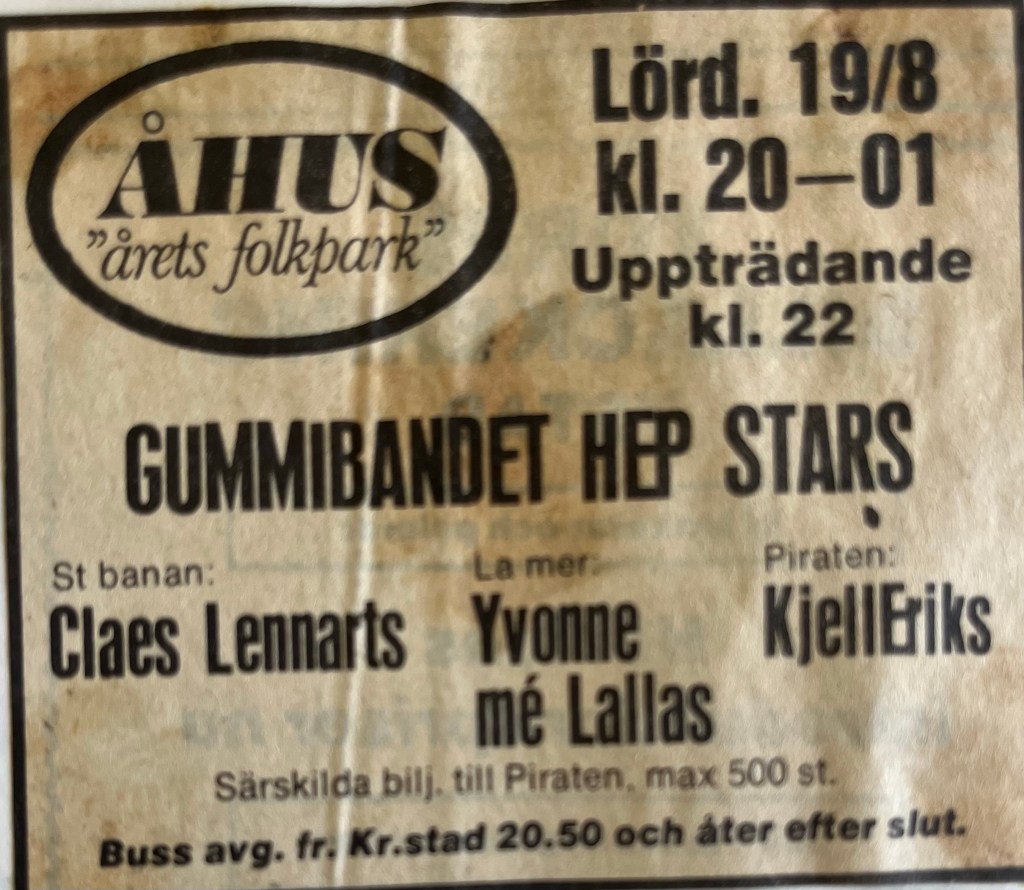 ÅHUS
"årets folkpark"
Lörd. 19/8
kl. 20—01
Uppträdande
kl. 22
GUMMIBANDET HEP STARS
St banan:
Claes Lennarts
La mer:
Yvonne
mé Lallas
Piraten:
KjellEriks
Särskilda bilj. till Piraten, max 500 st.
Buss avg. fr. Kr.stad 20.50 och åter efter slut.